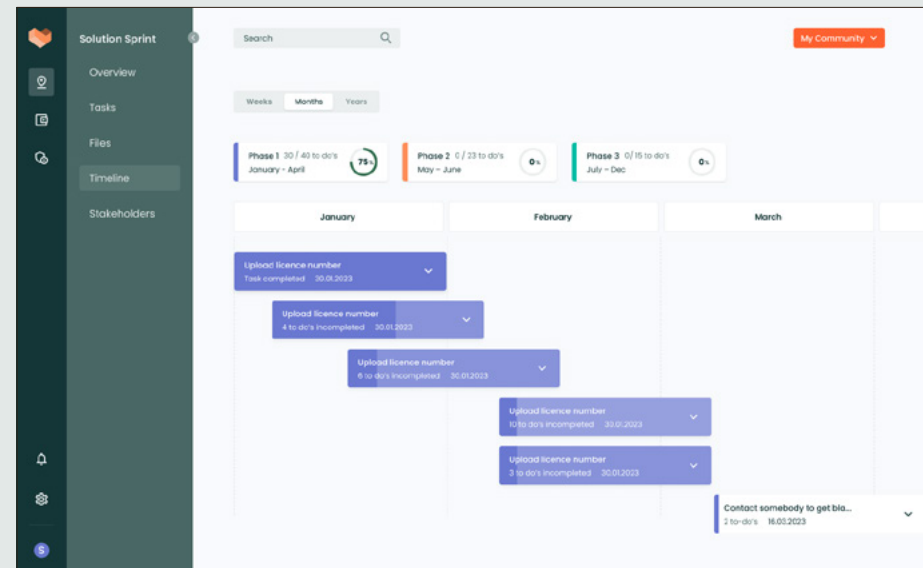 Solution Sprint
Overview
Tasks
Files
Timeline
Stakeholders
S
Search
My Community
Weeks Months Years
Phase 1 30 / 40 to do's
January - April
75%
Phase 2 0 / 23 to do's
May – June
0%
Phase 3 0/15 to do's
July – Dec
0%
January February March
Upload licence number
Task completed 30.01.2023
Upload licence number
4 to do's incompleted 30.01.2023
Upload licence number
6 to do's incompleted 30.01.2023
Upload licence number
10 to do's incompleted 30.01.2023
Upload licence number
3 to do's incompleted 30.01.2023
Contact somebody to get bla...
2 to-do's 16.03.2023